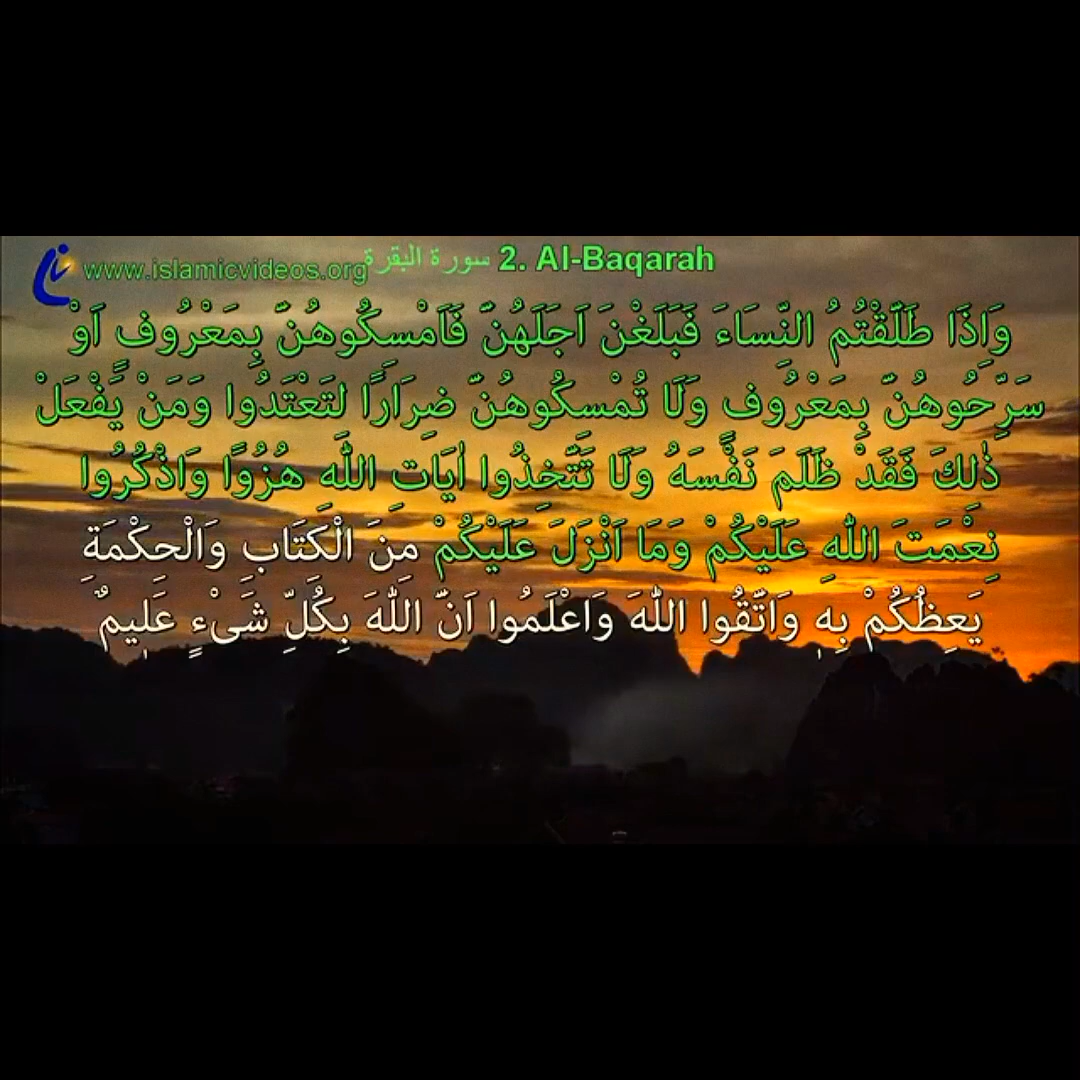 www.islamicvideos.org سورة البقرة 2. Al-Baqarah
وَاِذَا طَلَّقْتُمُ النِّسَاءَ فَبَلَغْنَ اَجَلَهُنَّ فَاَمْسِكُوهُنَّ بِمَعْرُوفٍ اَوْ
سَرِّحُوهُنَّ بِمَعْرُوفٍ وَلَا تُمْسِكُوهُنَّ ضِرَارًا لِتَعْتَدُوا وَمَنْ يَفْعَلْ
ذٰلِكَ فَقَدْ ظَلَمَ نَفْسَهُ وَلَا تَتَّخِذُوا اٰيَاتِ اللّٰهِ هُزُوًا وَاذْكُرُوا
نِعْمَتَ اللّٰهِ عَلَيْكُمْ وَمَا اَنْزَلَ عَلَيْكُمْ مِنَ الْكِتَابِ وَالْحِكْمَةِ
يَعِظُكُمْ بِهٖ وَاتَّقُوا اللّٰهَ وَاعْلَمُوا اَنَّ اللّٰهَ بِكُلِّ شَیْءٍ عَلٖيمٌ